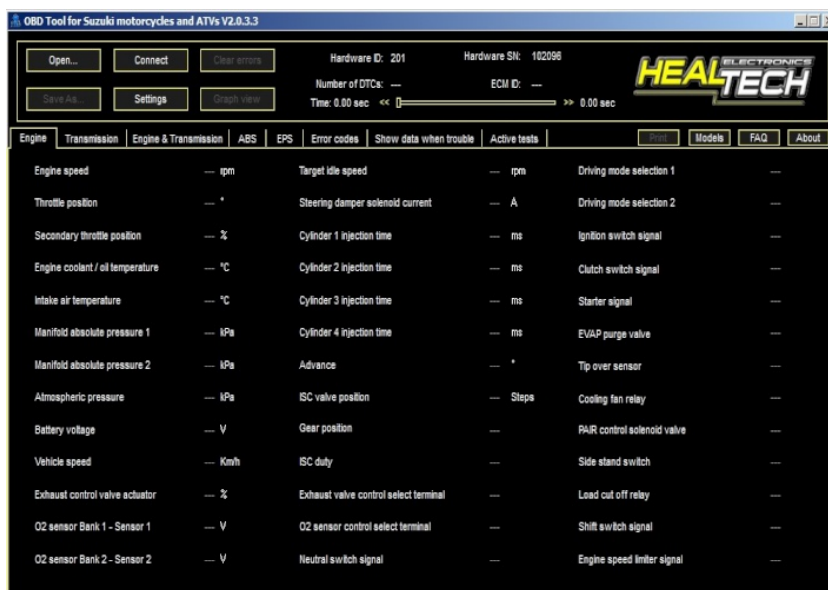 OBD Tool for Suzuki motorcycles and ATVs V2.0.3.3
Open... Connect Clear errors Hardware ID: 201 Hardware SN: 102096
Number of DTCs: --- ECM ID: ---
Save As... Settings Graph view Time: 0.00 sec << >> 0.00 sec
HEALTECH ELECTRONICS
Engine Transmission Engine & Transmission ABS EPS Error codes Show data when trouble Active tests Print Models FAQ About
Engine speed --- rpm Target idle speed --- rpm Driving mode selection 1 ---
Throttle position --- ° Steering damper solenoid current --- A Driving mode selection 2 ---
Secondary throttle position --- % Cylinder 1 injection time --- ms Ignition switch signal ---
Engine coolant / oil temperature --- °C Cylinder 2 injection time --- ms Clutch switch signal ---
Intake air temperature --- °C Cylinder 3 injection time --- ms Starter signal ---
Manifold absolute pressure 1 --- kPa Cylinder 4 injection time --- ms EVAP purge valve ---
Manifold absolute pressure 2 --- kPa Advance --- ° Tip over sensor ---
Atmospheric pressure --- kPa ISC valve position --- Steps Cooling fan relay ---
Battery voltage --- V Gear position --- PAIR control solenoid valve ---
Vehicle speed --- Km/h ISC duty --- Side stand switch ---
Exhaust control valve actuator --- % Exhaust valve control select terminal --- Load cut off relay ---
O2 sensor Bank 1 - Sensor 1 --- V O2 sensor control select terminal --- Shift switch signal ---
O2 sensor Bank 2 - Sensor 2 --- V Neutral switch signal --- Engine speed limiter signal ---